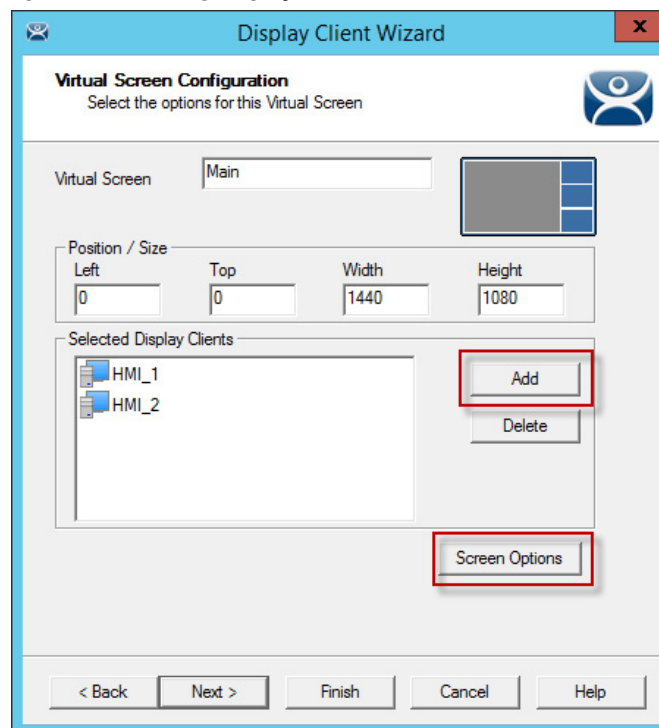 Display Client Wizard
x
Virtual Screen Configuration
Select the options for this Virtual Screen
Virtual Screen
Main
Position / Size
Left Top Width Height
0 0 1440 1080
Selected Display Clients
HMI_1
HMI_2
Add
Delete
Screen Options
< Back Next > Finish Cancel Help